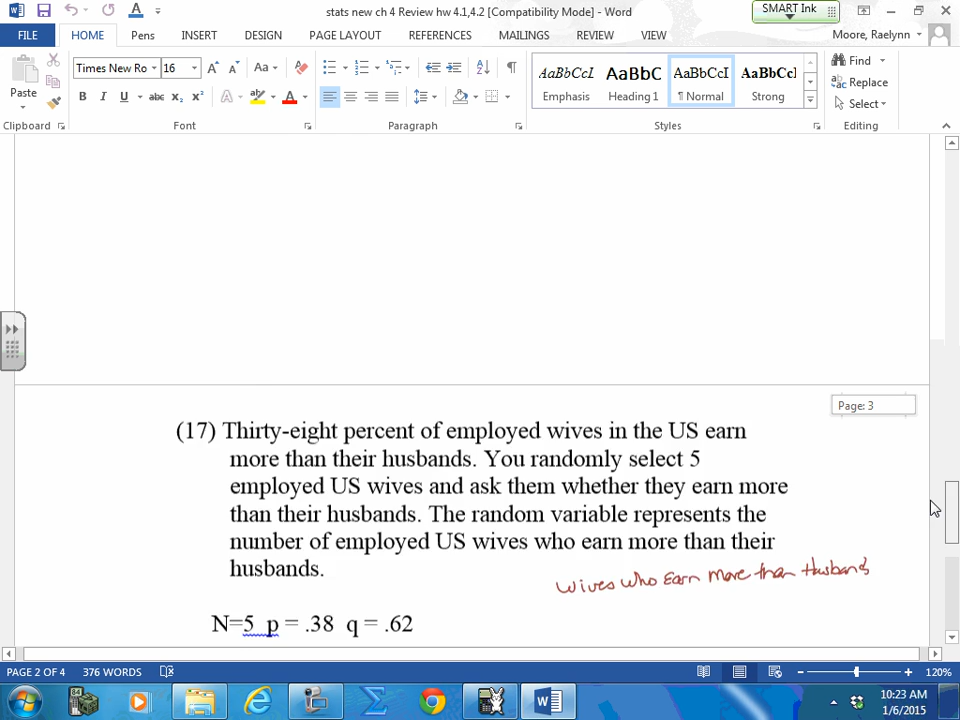 stats new ch 4 Review hw 4.1,4.2 [Compatibility Mode] - Word
SMART Ink
FILE HOME Pens INSERT DESIGN PAGE LAYOUT REFERENCES MAILINGS REVIEW VIEW
Moore, Raelynn
Paste
Times New Ro 16 Aa
B I U abc x₂ x² A ab A
AaBbCcI AaBbC AaBbCcI AaBbCcl
Emphasis Heading 1 ¶ Normal Strong
Find
Replace
Select
Clipboard Font Paragraph Styles Editing
Page: 3
(17) Thirty-eight percent of employed wives in the US earn
more than their husbands. You randomly select 5
employed US wives and ask them whether they earn more
than their husbands. The random variable represents the
number of employed US wives who earn more than their
husbands.
wives who earn more than Husbands
N=5 p = .38 q = .62
PAGE 2 OF 4 376 WORDS
120%
84
10:23 AM
1/6/2015